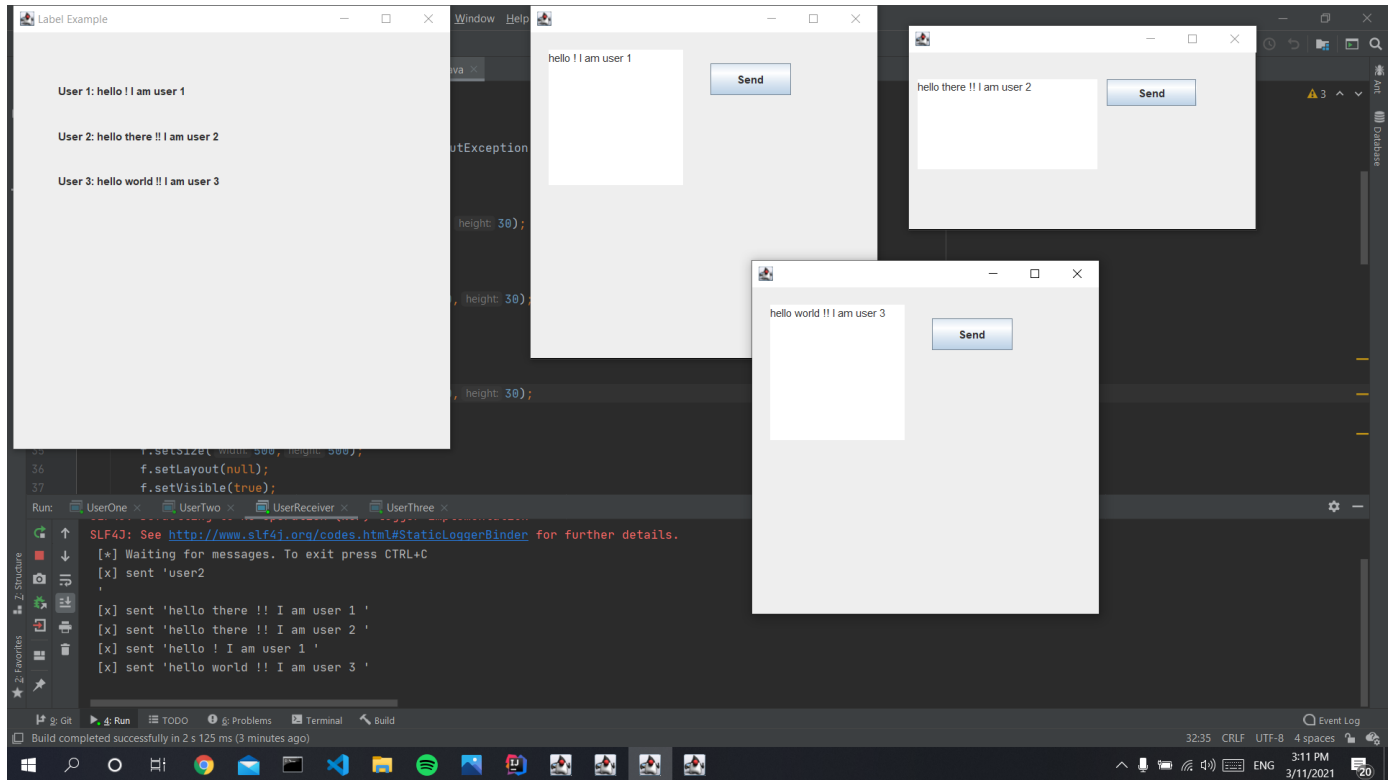 Label Example
User 1: hello ! I am user 1
User 2: hello there !! I am user 2
User 3: hello world !! I am user 3
Window Help
hello ! I am user 1
Send
hello there !! I am user 2
Send
hello world !! I am user 3
Send
ava
3
Ant
Database
utException
height: 30);
, height: 30);
, height: 30);
35 f.setSize( width: 500, height: 500);
36 f.setLayout(null);
37 f.setVisible(true);
Run: UserOne UserTwo UserReceiver UserThree
SLF4J: See http://www.slf4j.org/codes.html#StaticLoggerBinder for further details.
[*] Waiting for messages. To exit press CTRL+C
[x] sent 'user2
'
[x] sent 'hello there !! I am user 1 '
[x] sent 'hello there !! I am user 2 '
[x] sent 'hello ! I am user 1 '
[x] sent 'hello world !! I am user 3 '
Z: Structure
2: Favorites
9: Git 4: Run TODO 6: Problems Terminal Build Event Log
Build completed successfully in 2 s 125 ms (3 minutes ago) 32:35 CRLF UTF-8 4 spaces
ENG 3:11 PM
3/11/2021 20